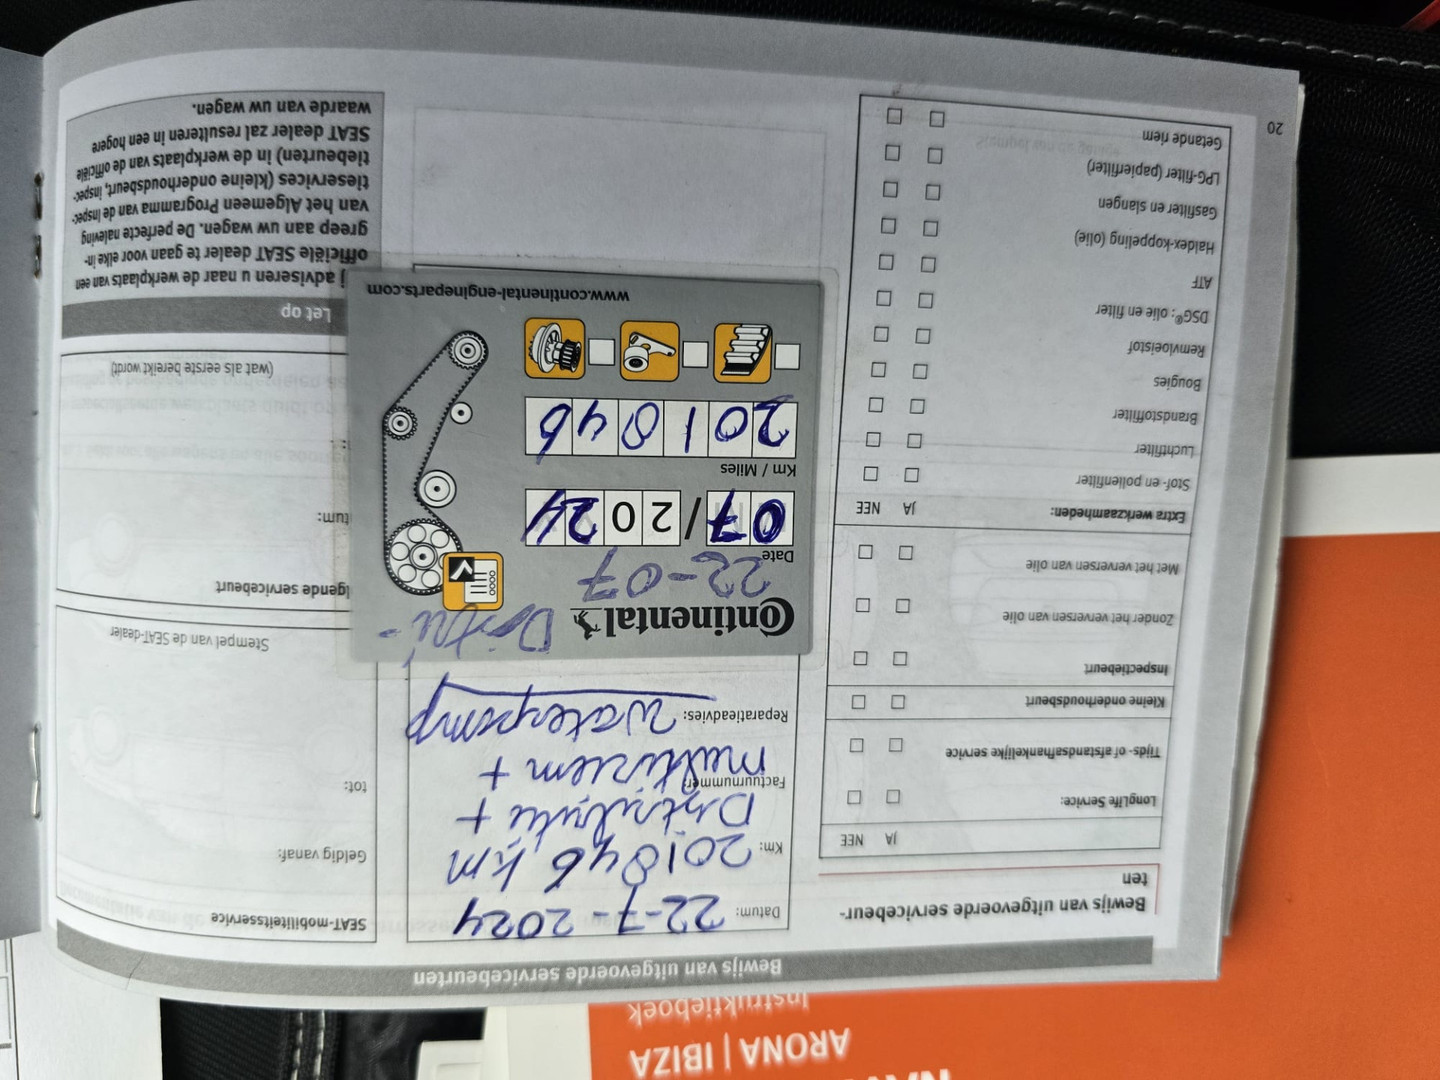 Bewijs van uitgevoerde servicebeurten
Bewijs van uitgevoerde servicebeur-
ten
JA NEE
LongLife Service:
Tijds- of afstandsafhankelijke service
Kleine onderhoudsbeurt
Inspectiebeurt
Zonder het verversen van olie
Met het verversen van olie
Extra werkzaamheden: JA NEE
Stof- en pollenfilter
Luchtfilter
Brandstoffilter
Bougies
Remvloeistof
DSG®: olie en filter
ATF
Haldex-koppeling (olie)
Gasfilter en slangen
LPG-filter (papierfilter)
Getande riem
20
Datum: 22-7-2024
Km: 201846 km
Distributie +
Factuurnummer:
multiriem +
Reparatieadvies: waterpomp
Continental
Distri-
22-07
Date
07/2024
Km / Miles
201846
www.continental-engineparts.com
SEAT-mobiliteitsservice
Geldig vanaf:
tot:
Stempel van de SEAT-dealer
lgende servicebeurt
tum:
(wat als eerste bereikt wordt)
Let op
ij adviseren u naar de werkplaats van een
officiële SEAT dealer te gaan voor elke in-
greep aan uw wagen. De perfecte naleving
van het Algemeen Programma van de Inspec-
tieservices (kleine onderhoudsbeurt, inspec-
tiebeurten) in de werkplaats van de officiële
SEAT dealer zal resulteren in een hogere
waarde van uw wagen.
Instruktieboek
ARONA | IBIZA